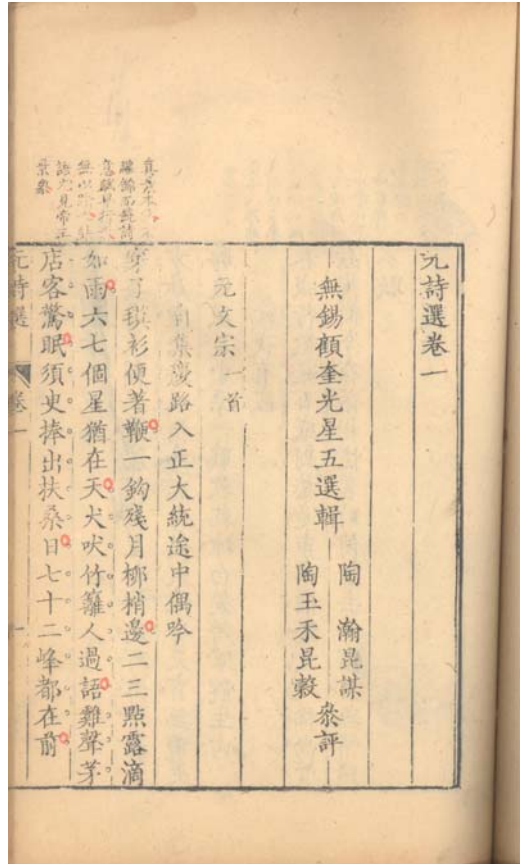 元詩選卷一
無錫顧奎光星五選輯
陶 瀚昆謀
陶玉禾昆穀
叅評
元文宗一首
集慶路入正大統途中偶吟
穿了衫便著鞭一鈎殘月柳梢邊二三點露滴
如雨六七個星猶在天犬吠竹籬人過語雞聲茅
店客驚眠須臾捧出扶桑日七十二峰都在前
景象
元詩選 卷一 一